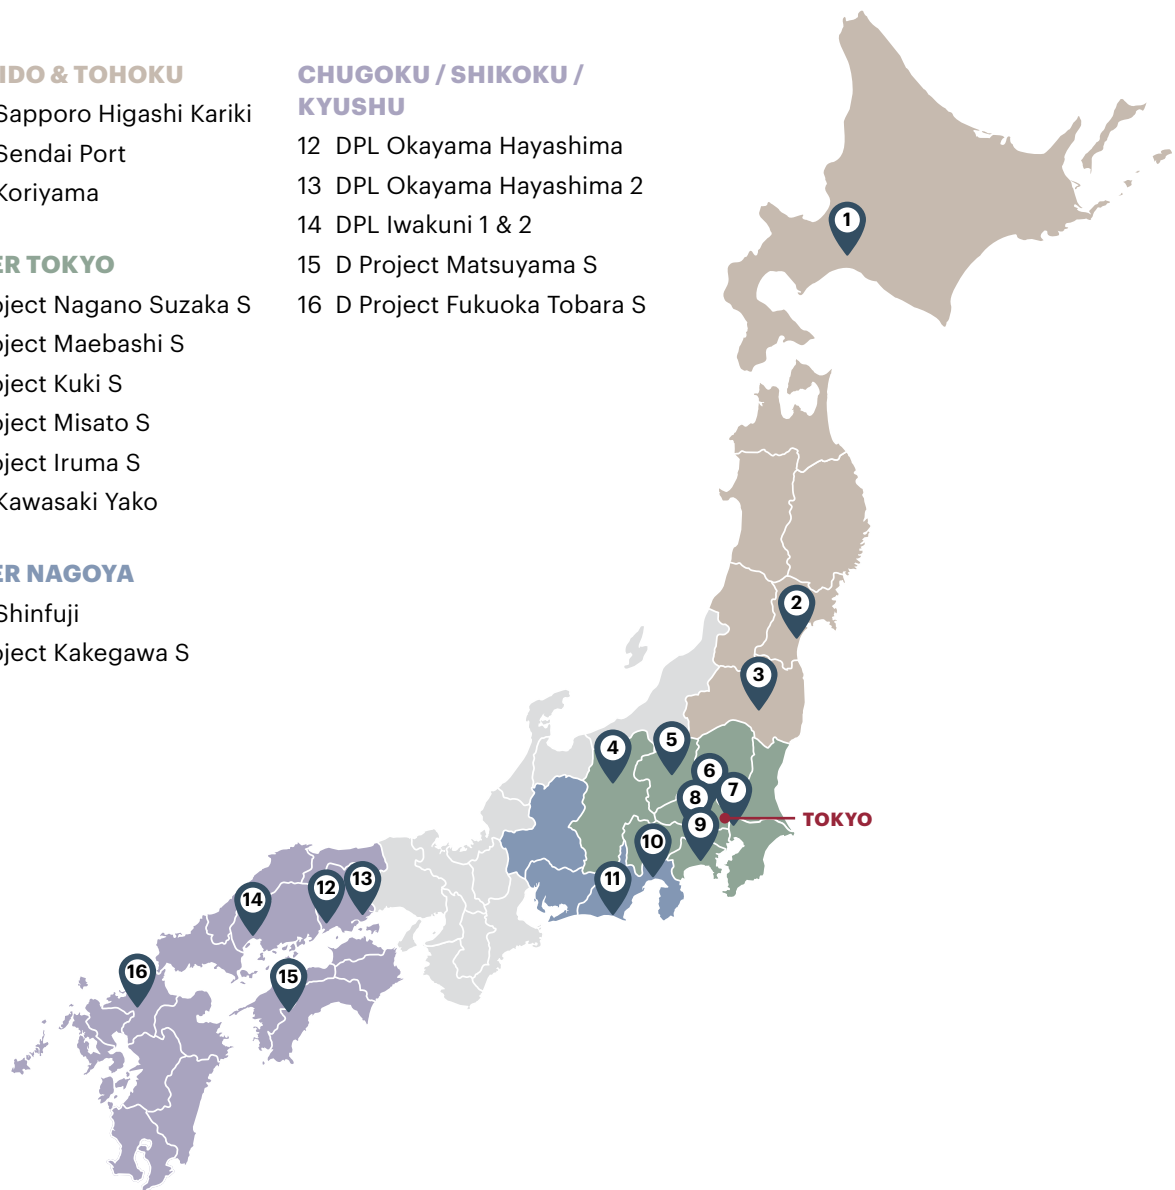 IDO & TOHOKU
Sapporo Higashi Kariki
Sendai Port
Koriyama
ER TOKYO
oject Nagano Suzaka S
oject Maebashi S
oject Kuki S
oject Misato S
oject Iruma S
Kawasaki Yako
ER NAGOYA
Shinfuji
oject Kakegawa S
CHUGOKU / SHIKOKU /
KYUSHU
12 DPL Okayama Hayashima
13 DPL Okayama Hayashima 2
14 DPL Iwakuni 1 & 2
15 D Project Matsuyama S
16 D Project Fukuoka Tobara S
1
2
3
4
5
6
7
8
9
TOKYO
10
11
12
13
14
15
16